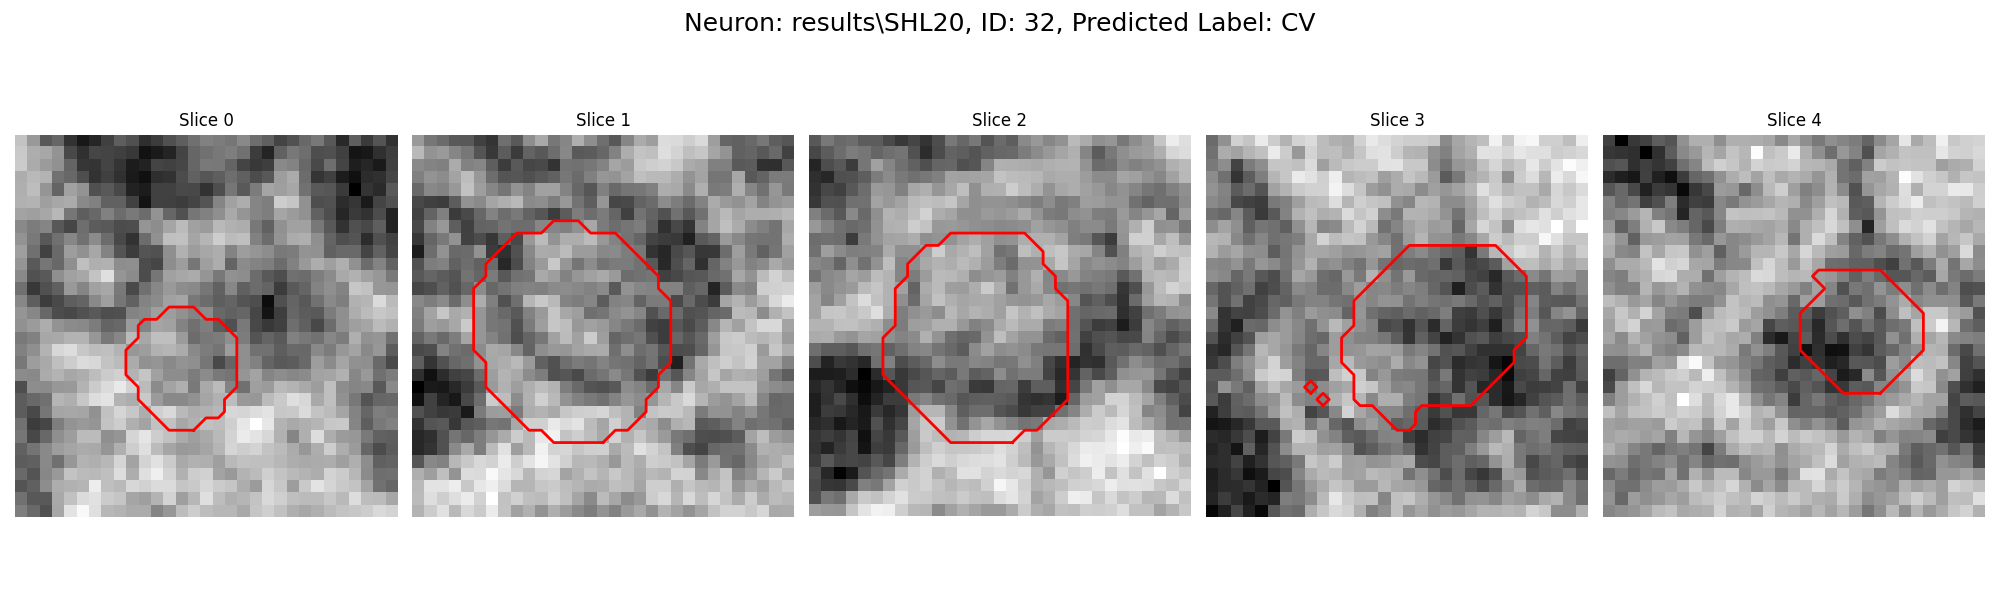 Neuron: results\SHL20, ID: 32, Predicted Label: CV
Slice 0
Slice 1
Slice 2
Slice 3
Slice 4